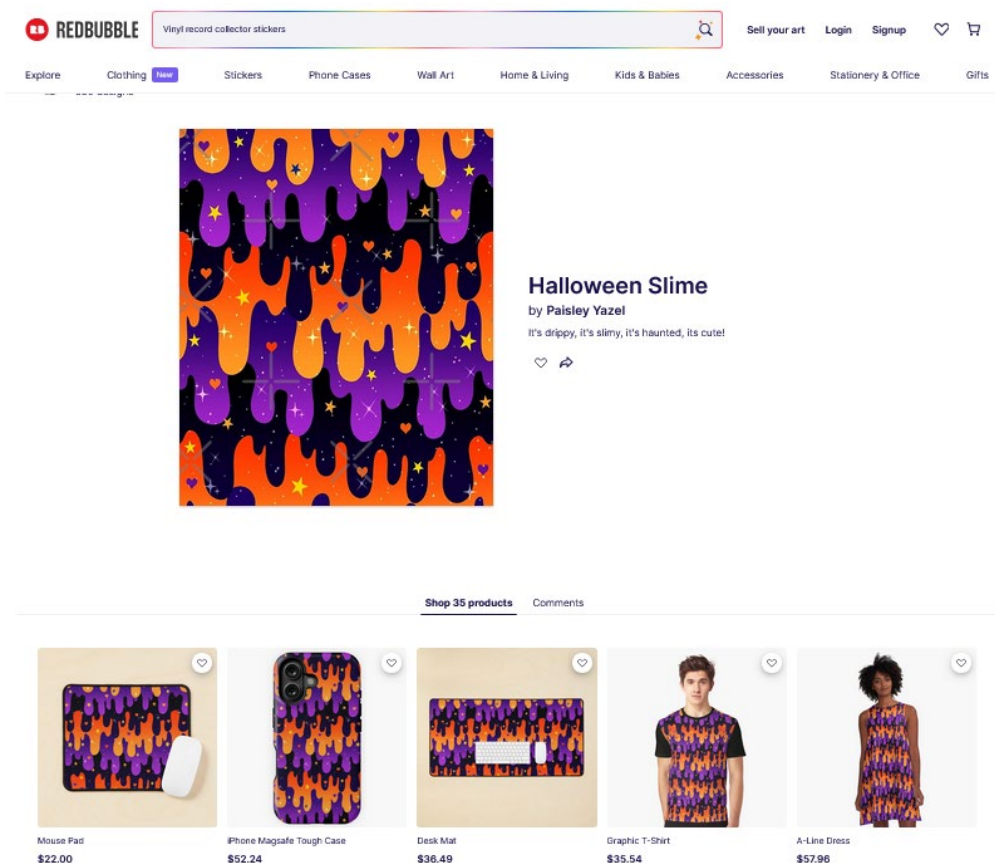 RB REDBUBBLE
Vinyl record collector stickers
Sell your art Login Signup
Explore Clothing New Stickers Phone Cases Wall Art Home & Living Kids & Babies Accessories Stationery & Office Gifts
Halloween Slime
by Paisley Yazel
It's drippy, it's slimy, it's haunted, its cute!
Shop 35 products Comments
Mouse Pad iPhone Magsafe Tough Case Desk Mat Graphic T-Shirt A-Line Dress
$22.00 $52.24 $36.49 $35.54 $57.96